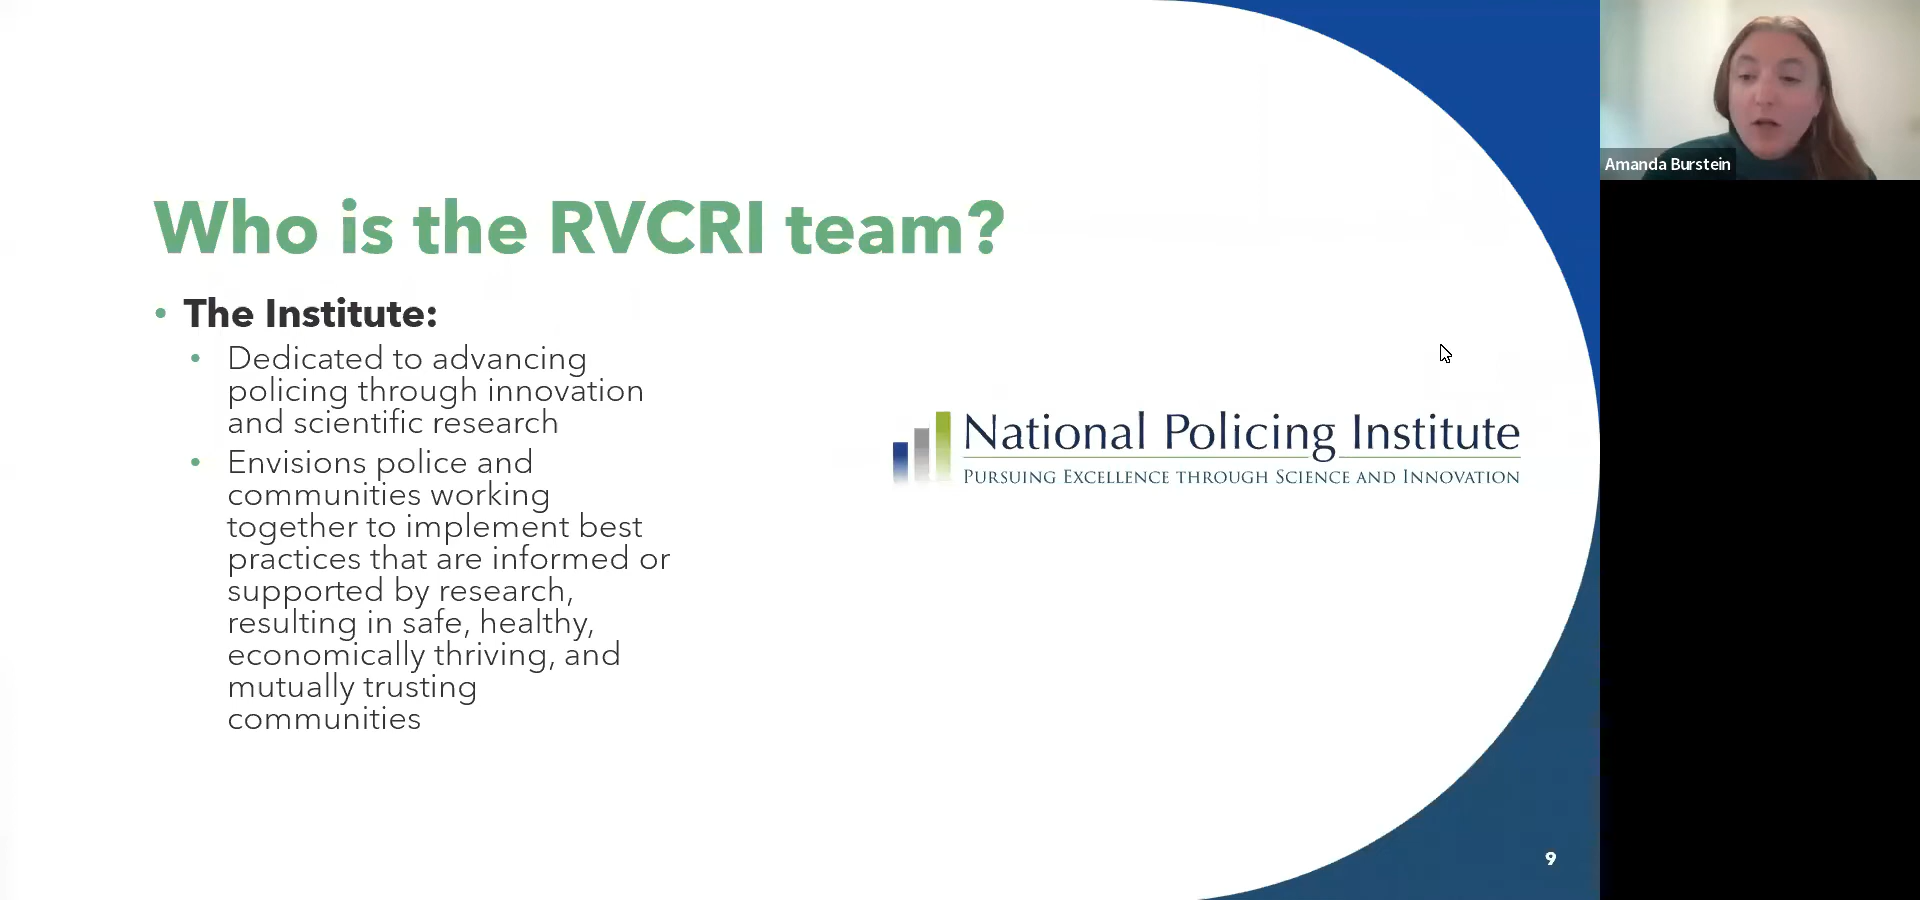 Who is the RVCRI team?
• The Institute:
• Dedicated to advancing
policing through innovation
and scientific research
• Envisions police and
communities working
together to implement best
practices that are informed or
supported by research,
resulting in safe, healthy,
economically thriving, and
mutually trusting
communities
National Policing Institute
Pursuing Excellence through Science and Innovation
9
Amanda Burstein